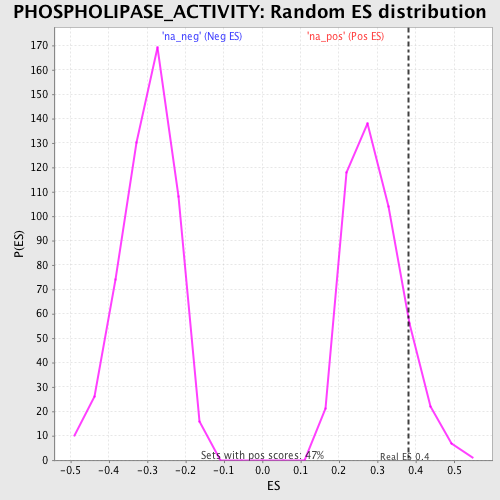 PHOSPHOLIPASE_ACTIVITY: Random ES distribution
'na_neg' (Neg ES)
'na_pos' (Pos ES)
170
160
150
140
130
120
110
100
90
80
70
60
50
40
30
20
10
0
P(ES)
Sets with pos scores: 47%
Real ES 0.4
-0.5 -0.4 -0.3 -0.2 -0.1 0.0 0.1 0.2 0.3 0.4 0.5
ES